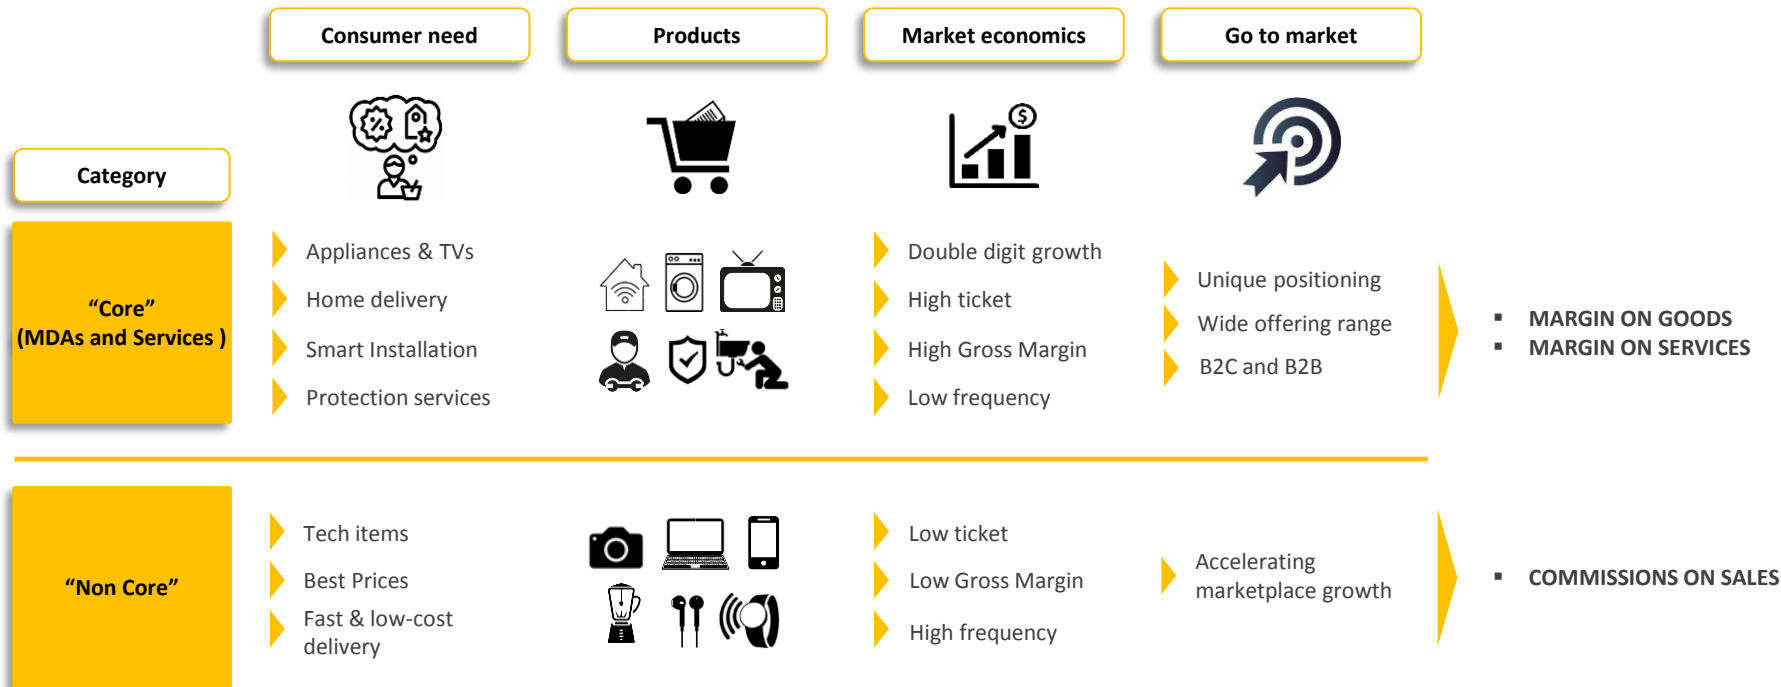 Consumer need
Products
Market economics
Go to market
$
Category
“Core”
(MDAs and Services )
Appliances & TVs
Home delivery
Smart Installation
Protection services
Double digit growth
High ticket
High Gross Margin
Low frequency
Unique positioning
Wide offering range
B2C and B2B
MARGIN ON GOODS
MARGIN ON SERVICES
“Non Core”
Tech items
Best Prices
Fast & low-cost
delivery
Low ticket
Low Gross Margin
High frequency
Accelerating
marketplace growth
COMMISSIONS ON SALES